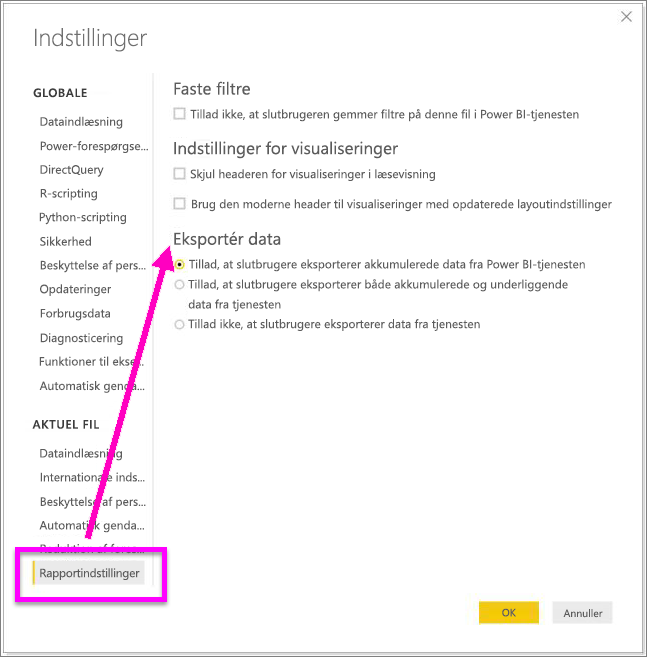 Indstillinger
GLOBALE
Dataindlæsning
Power-forespørgse...
DirectQuery
R-scripting
Python-scripting
Sikkerhed
Beskyttelse af pers...
Opdateringer
Forbrugsdata
Diagnosticering
Funktioner til ekse...
Automatisk genda...
AKTUEL FIL
Dataindlæsning
Internationale inds...
Beskyttelse af pers...
Automatisk genda...
Rapportindstillinger
Faste filtre
Tillad ikke, at slutbrugeren gemmer filtre på denne fil i Power BI-tjenesten
Indstillinger for visualiseringer
Skjul headeren for visualiseringer i læsevisning
Brug den moderne header til visualiseringer med opdaterede layoutindstillinger
Eksportér data
Tillad, at slutbrugere eksporterer akkumulerede data fra Power BI-tjenesten
Tillad, at slutbrugere eksporterer både akkumulerede og underliggende
data fra tjenesten
Tillad ikke, at slutbrugere eksporterer data fra tjenesten
OK
Annuller